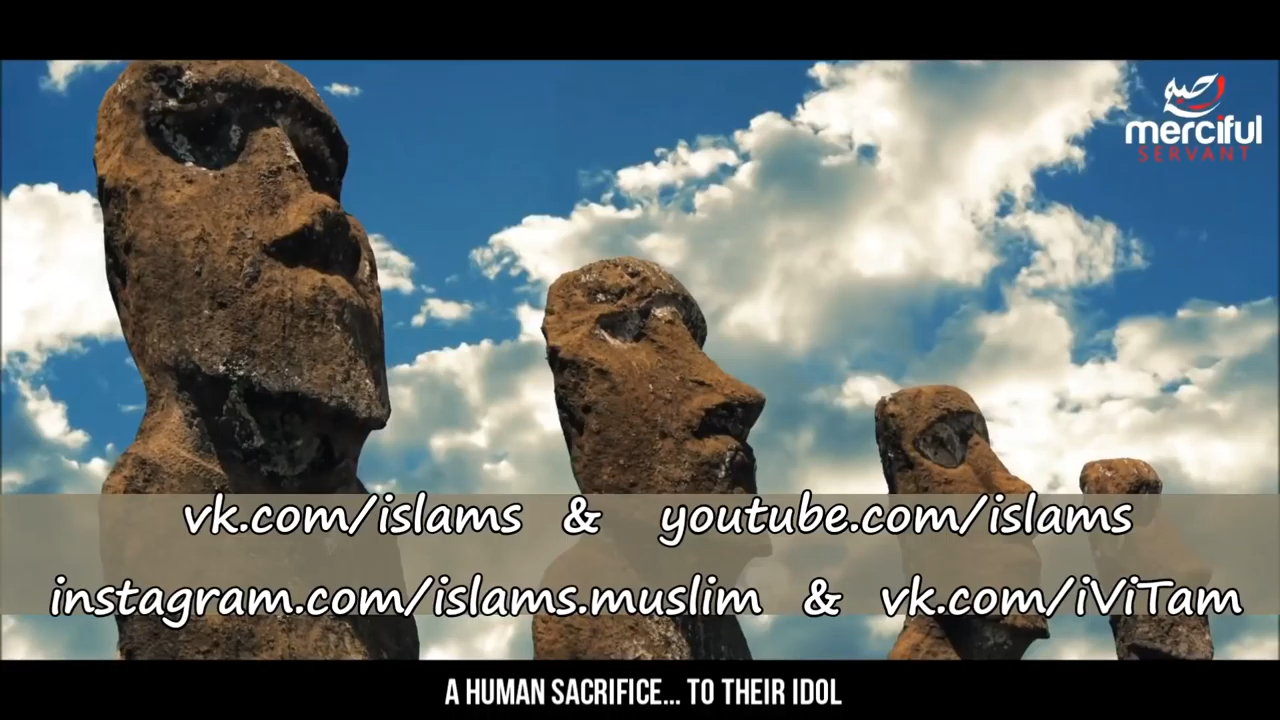 merciful
SERVANT
vk.com/islams & youtube.com/islams
instagram.com/islams.muslim & vk.com/iViTam
A HUMAN SACRIFICE... TO THEIR IDOL